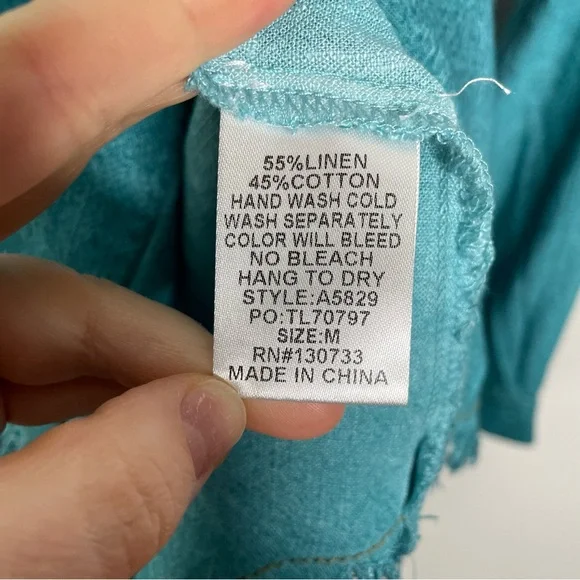 55%LINEN
45%COTTON
HAND WASH COLD
WASH SEPARATELY
COLOR WILL BLEED
NO BLEACH
HANG TO DRY
STYLE:A5829
PO:TL70797
SIZE:M
RN#130733
MADE IN CHINA